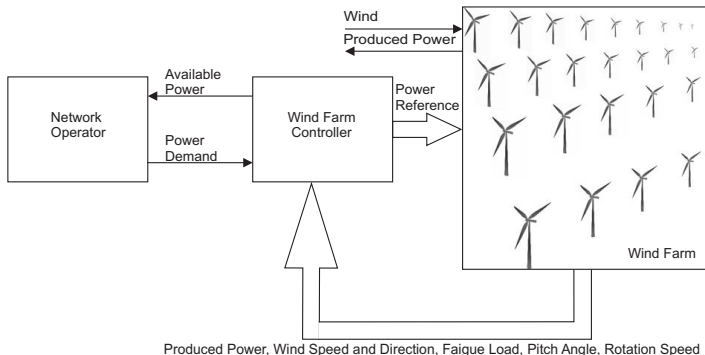 Wind
Produced Power
Available
Power
Power
Reference
Network
Operator
Wind Farm
Controller
Power
Demand
Wind Farm
Produced Power, Wind Speed and Direction, Faigue Load, Pitch Angle, Rotation Speed